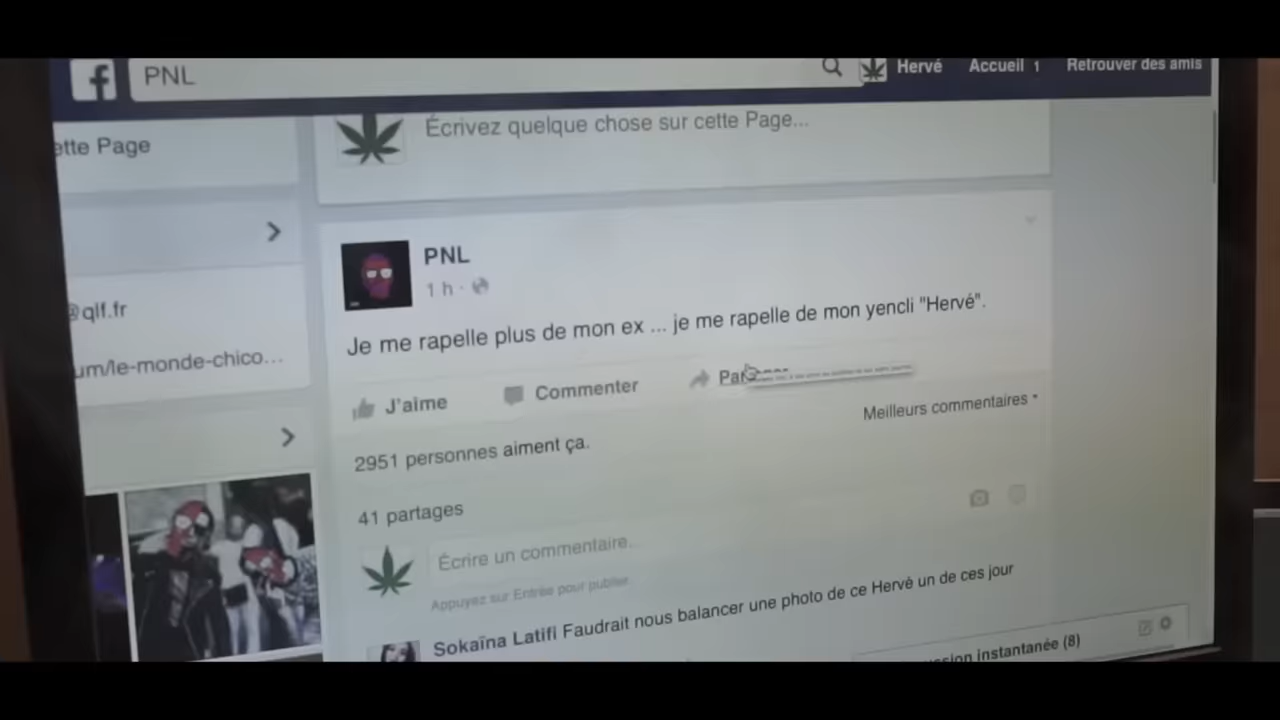 f PNL Hervé Accueil 1 Retrouver des amis
ette Page
Écrivez quelque chose sur cette Page...
PNL
1 h ·
@qlf.fr
Je me rapelle plus de mon ex ... je me rapelle de mon yencli "Hervé".
um/le-monde-chico...
J'aime Commenter
Meilleurs commentaires
2951 personnes aiment ça.
41 partages
Écrire un commentaire...
Appuyez sur Entrée pour publier.
Sokaïna Latifi Faudrait nous balancer une photo de ce Hervé un de ces jour
ssion instantanée (8)